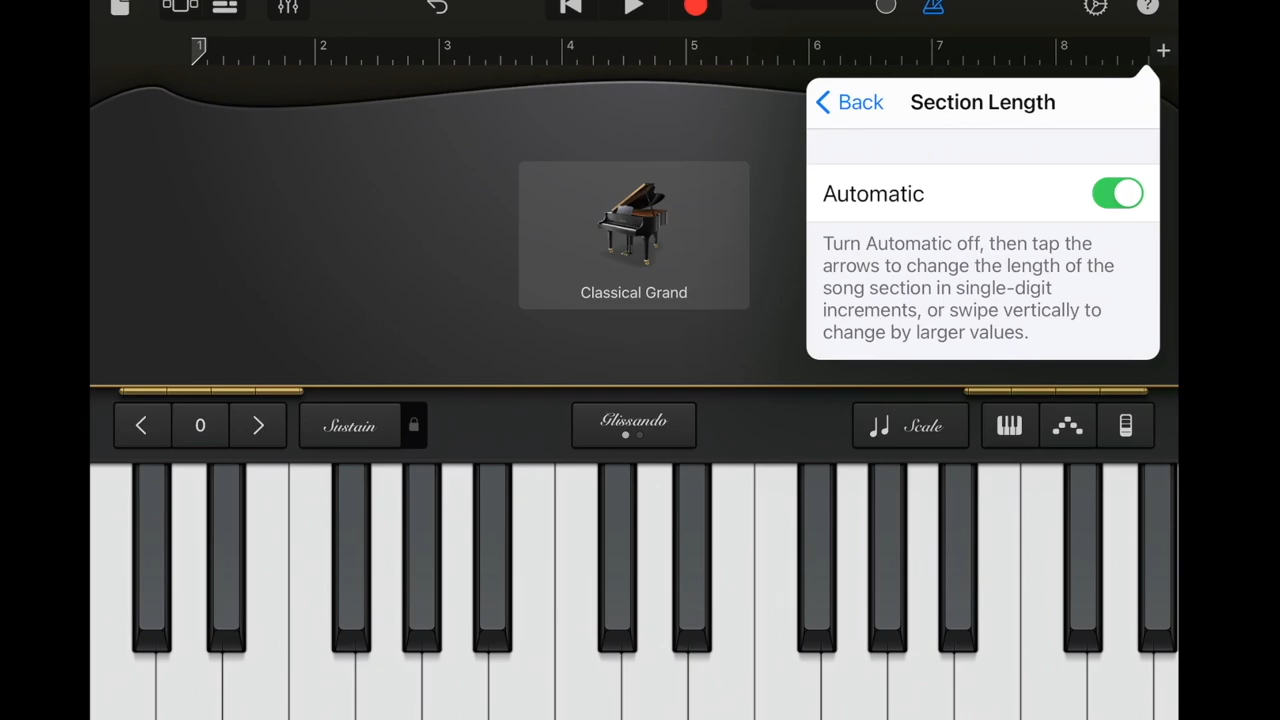 1 2 3 4 5 6 7 8 +
Back Section Length
Automatic
Turn Automatic off, then tap the
arrows to change the length of the
song section in single-digit
increments, or swipe vertically to
change by larger values.
Classical Grand
0 Sustain Glissando Scale